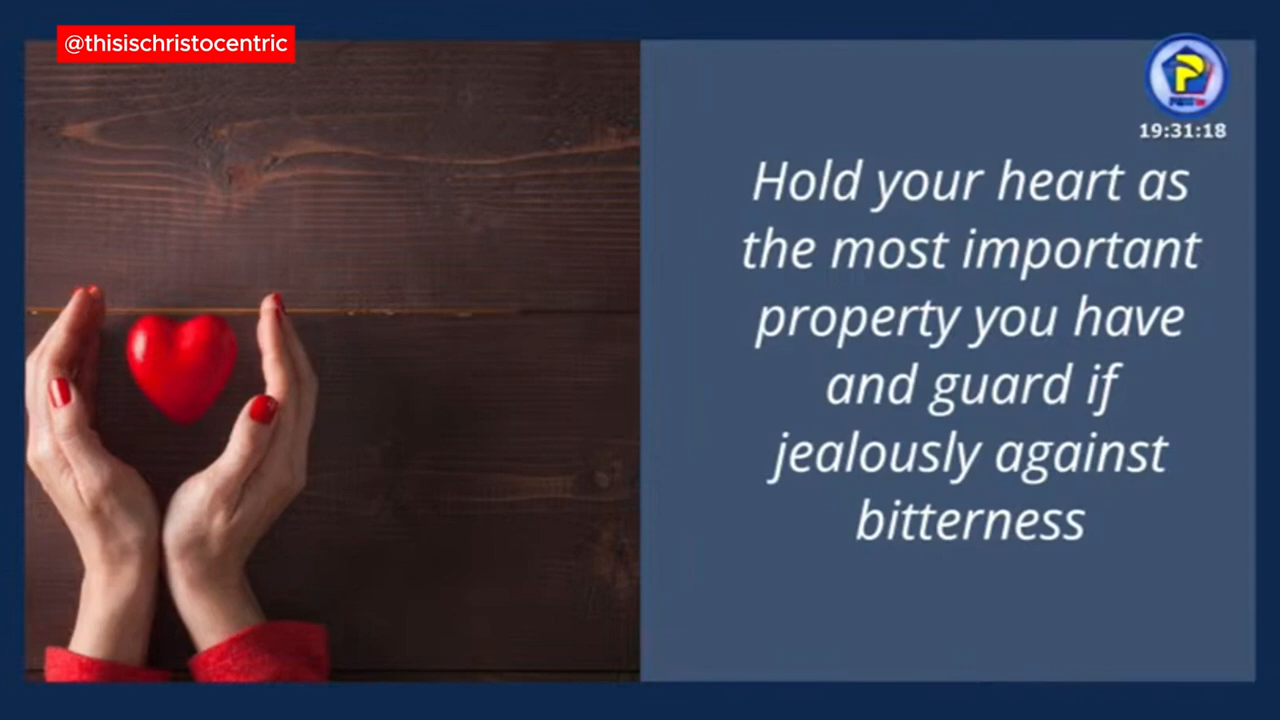 @thisischristocentric
19:31:18
Hold your heart as
the most important
property you have
and guard if
jealously against
bitterness